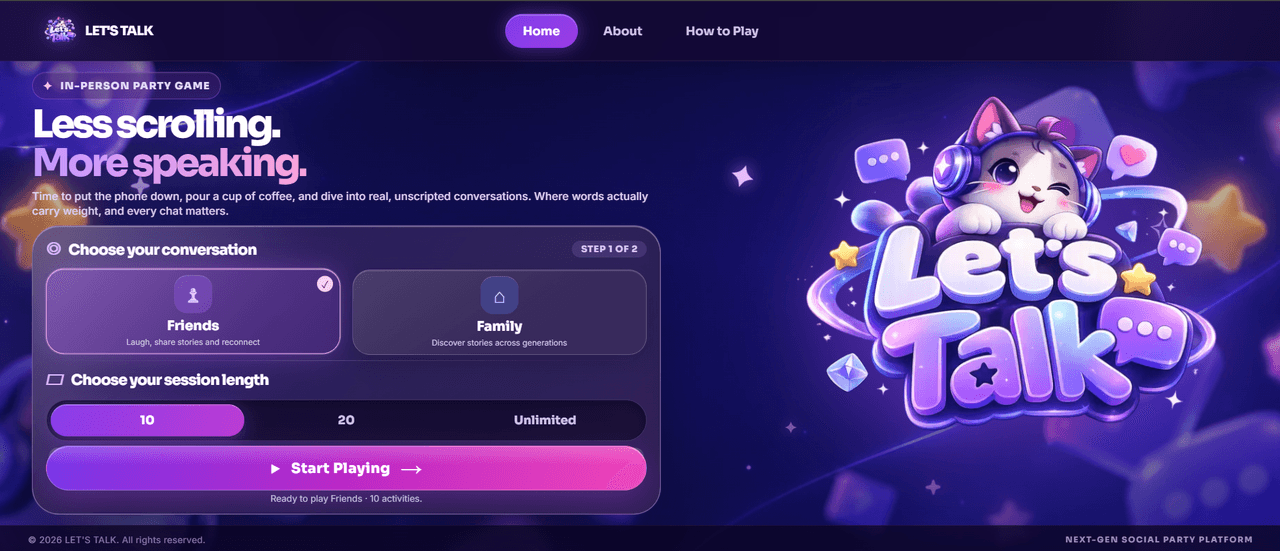 Let's Talk
LET'S TALK
Home
About
How to Play
IN-PERSON PARTY GAME
Less scrolling.
More speaking.
Time to put the phone down, pour a cup of coffee, and dive into real, unscripted conversations. Where words actually
carry weight, and every chat matters.
Choose your conversation
STEP 1 OF 2
Friends
Laugh, share stories and reconnect
Family
Discover stories across generations
Choose your session length
10
20
Unlimited
Start Playing
Ready to play Friends · 10 activities.
Let's
Talk
© 2026 LET'S TALK. All rights reserved.
NEXT-GEN SOCIAL PARTY PLATFORM